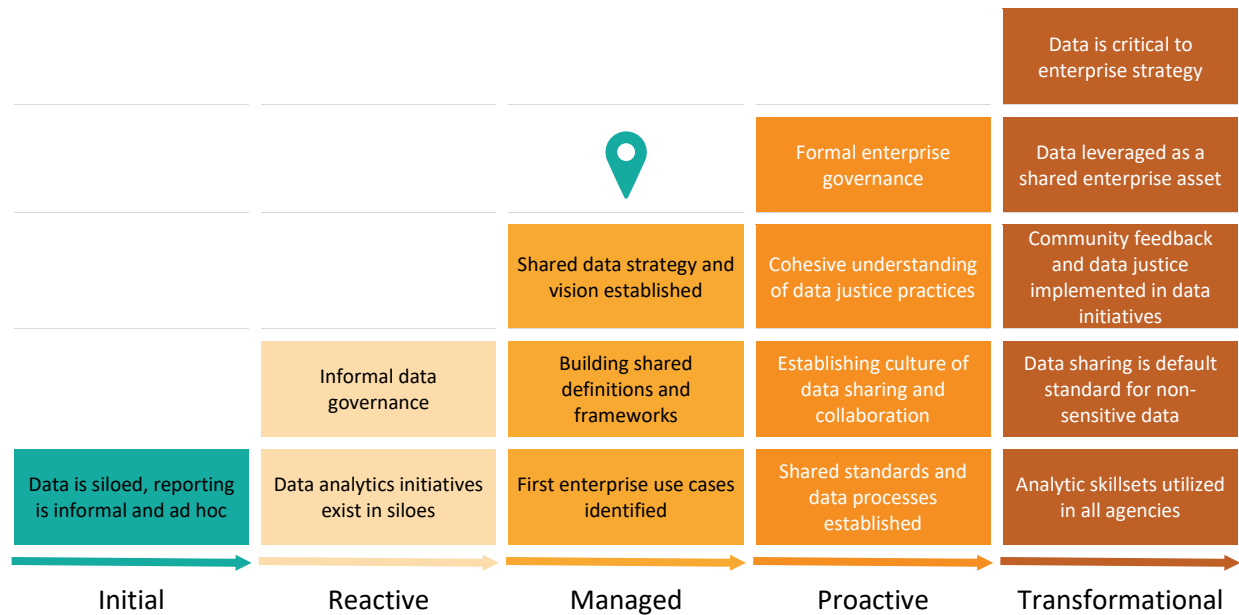 Data is critical to
enterprise strategy
Formal enterprise
governance
Data leveraged as a
shared enterprise asset
Shared data strategy and
vision established
Cohesive understanding
of data justice practices
Community feedback
and data justice
implemented in data
initiatives
Informal data
governance
Building shared
definitions and
frameworks
Establishing culture of
data sharing and
collaboration
Data sharing is default
standard for non-
sensitive data
Data is siloed, reporting
is informal and ad hoc
Data analytics initiatives
exist in siloes
First enterprise use cases
identified
Shared standards and
data processes
established
Analytic skillsets utilized
in all agencies
Initial
Reactive
Managed
Proactive
Transformational